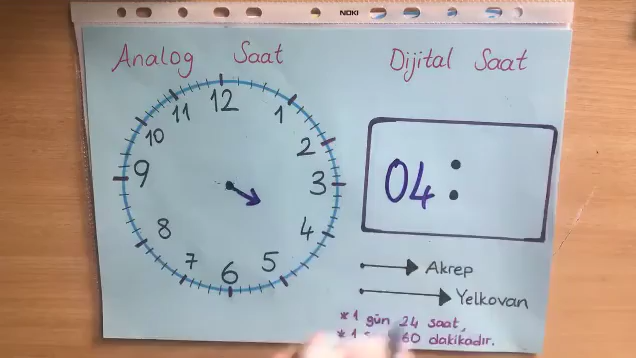 NOKI
Analog Saat
Dijital Saat
12
11
1
10
2
9
3
8
4
7
6
5
04:
Akrep
Yelkovan
*1 gün 24 saat,
*1 60 dakikadır.